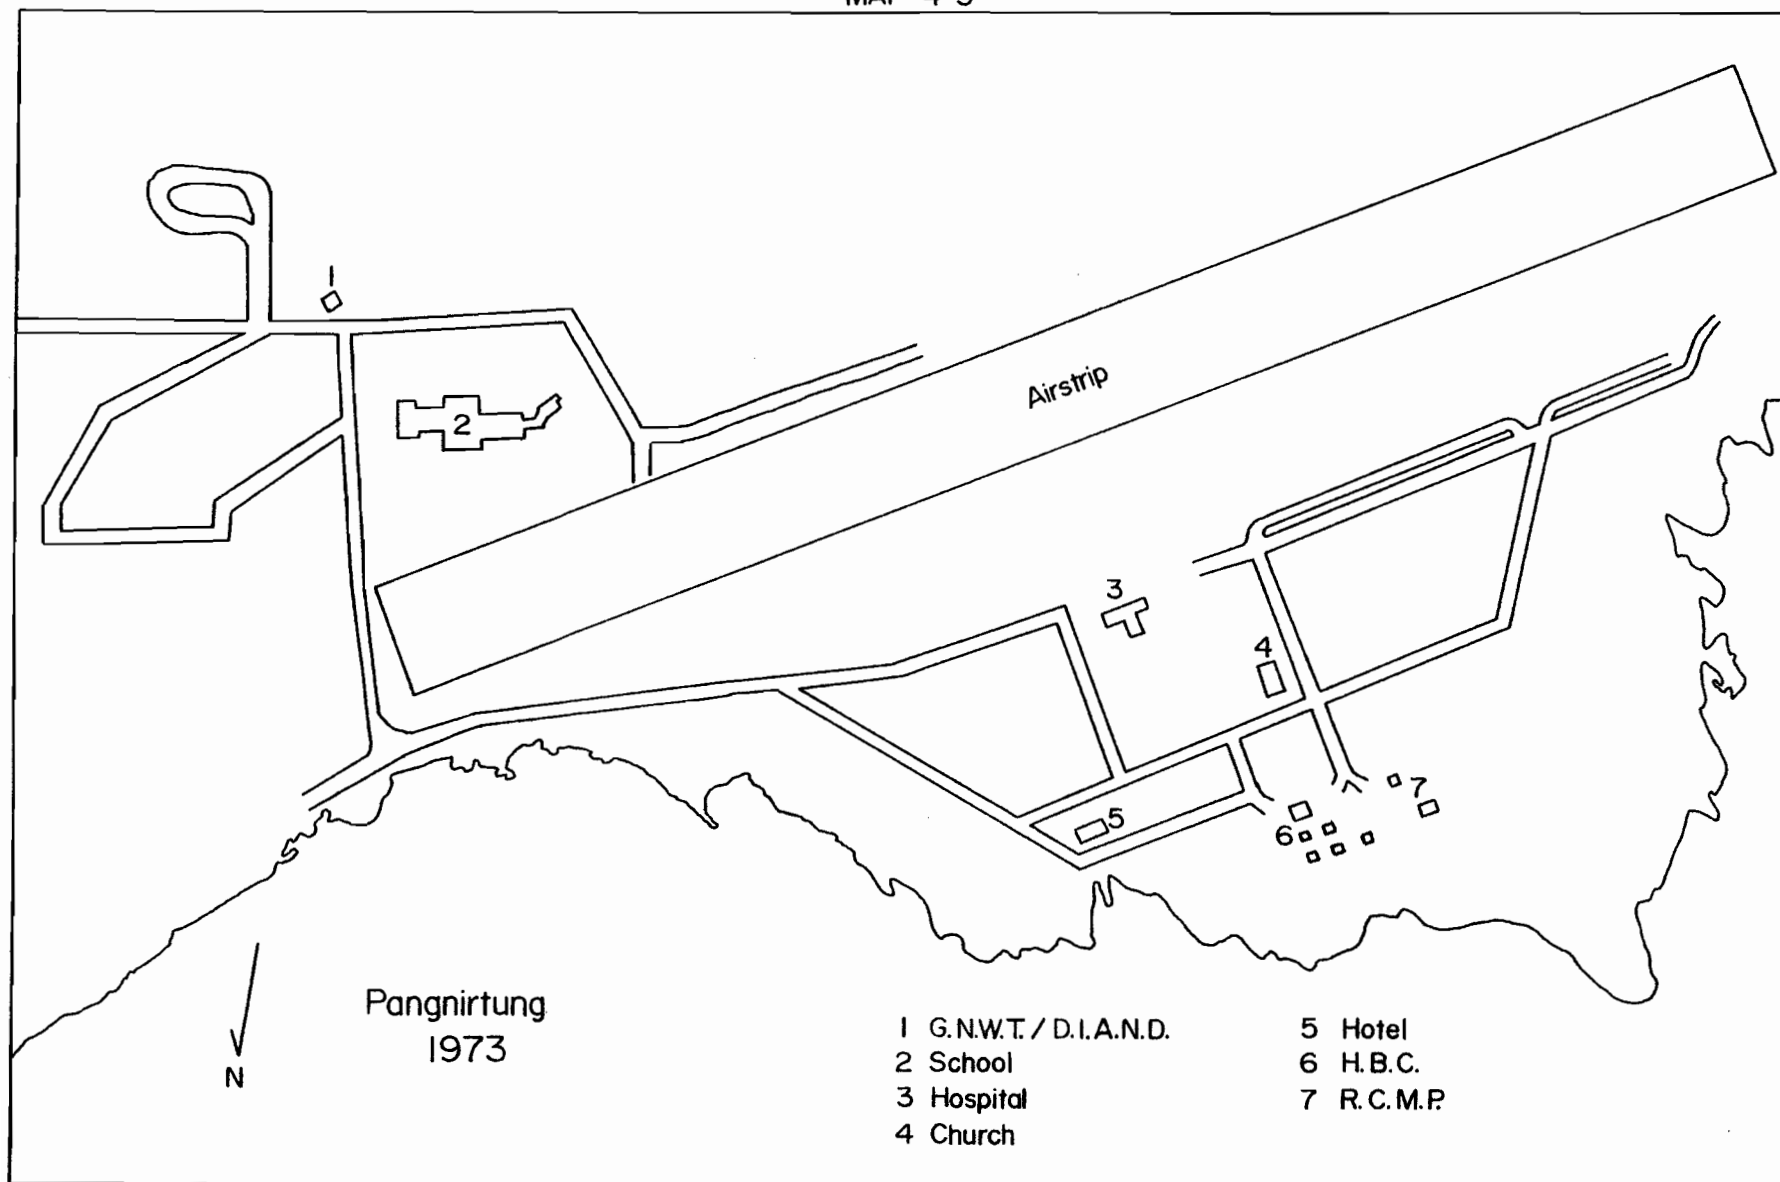 1
2
Airstrip
3
4
5
6
7
N
Pangnirtung
1973
1 G.N.W.T. / D.I.A.N.D.
2 School
3 Hospital
4 Church
5 Hotel
6 H.B.C.
7 R.C.M.P.